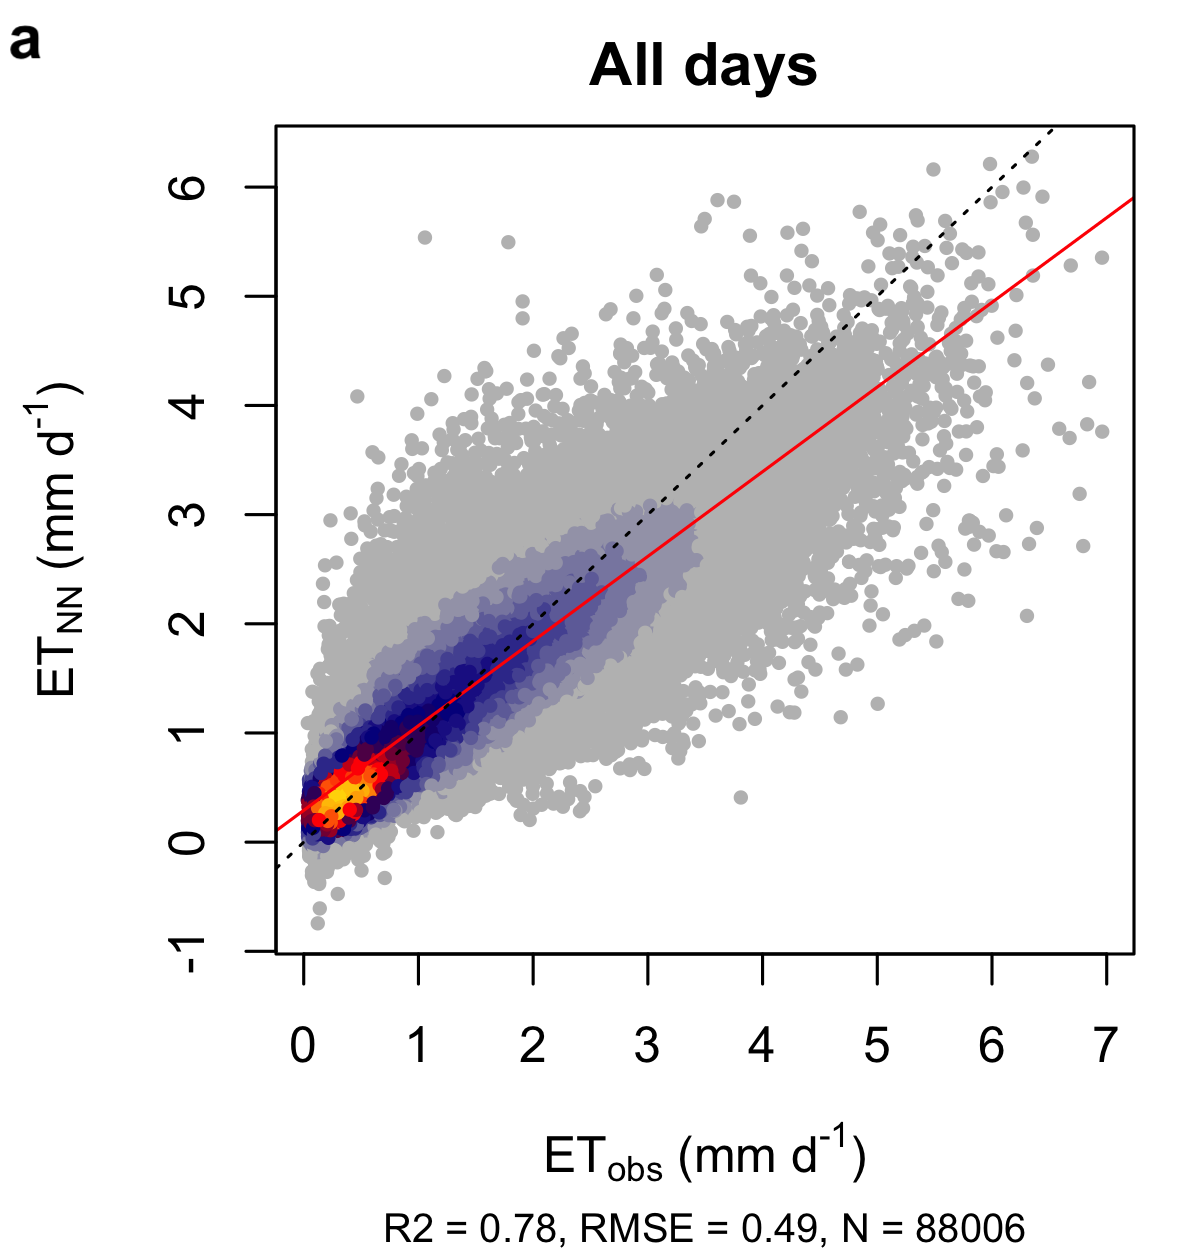 a
All days
6
5
4
3
2
1
0
-1
ET_NN (mm d^-1)
0 1 2 3 4 5 6 7
ET_obs (mm d^-1)
R2 = 0.78, RMSE = 0.49, N = 88006